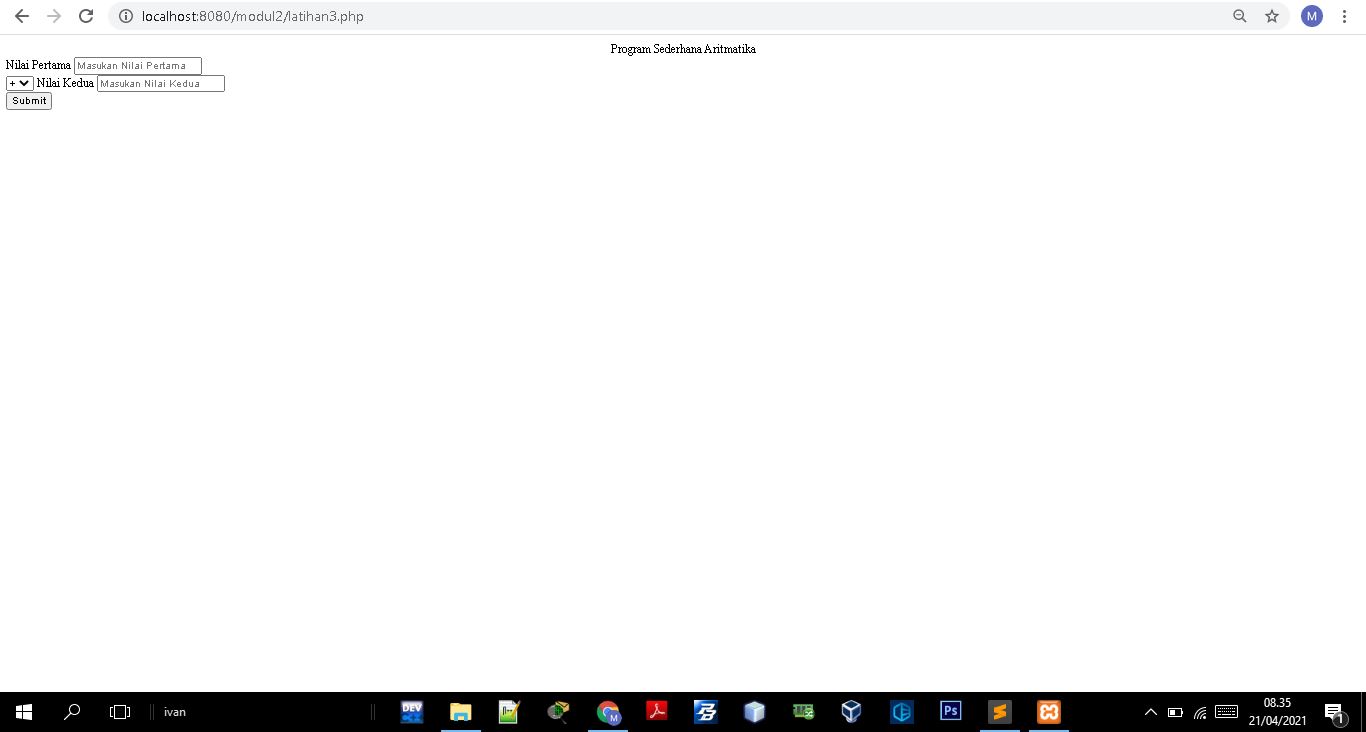 localhost:8080/modul2/latihan3.php
M
Program Sederhana Aritmatika
Nilai Pertama Masukan Nilai Pertama
+ Nilai Kedua Masukan Nilai Kedua
Submit
ivan
DEV
M
Ps
08.35
21/04/2021
1